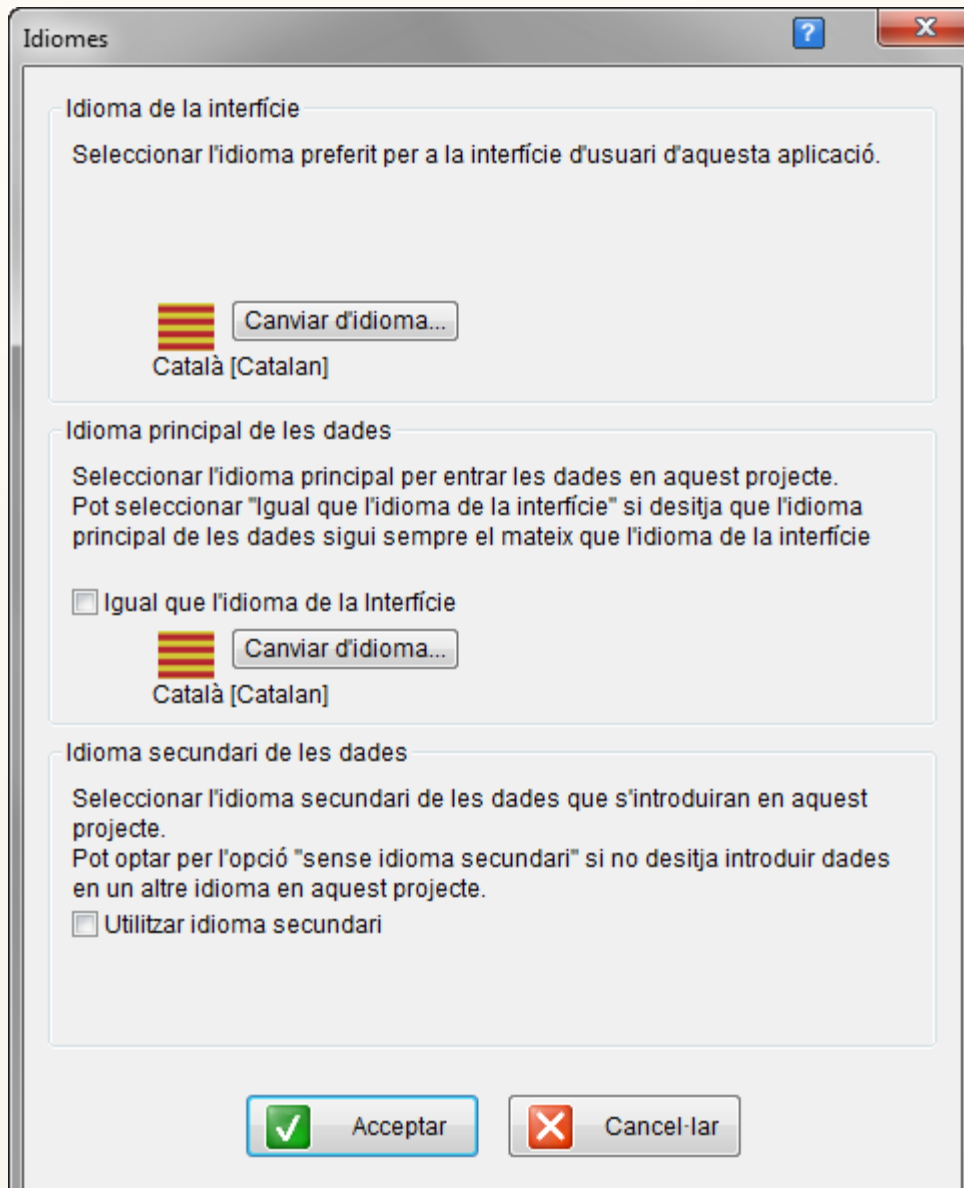 Idiomes
?
Idioma de la interfície
Seleccionar l'idioma preferit per a la interfície d'usuari d'aquesta aplicació.
Canviar d'idioma...
Català [Catalan]
Idioma principal de les dades
Seleccionar l'idioma principal per entrar les dades en aquest projecte.
Pot seleccionar "Igual que l'idioma de la interfície" si desitja que l'idioma
principal de les dades sigui sempre el mateix que l'idioma de la interfície
Igual que l'idioma de la Interfície
Canviar d'idioma...
Català [Catalan]
Idioma secundari de les dades
Seleccionar l'idioma secundari de les dades que s'introduiran en aquest
projecte.
Pot optar per l'opció "sense idioma secundari" si no desitja introduir dades
en un altre idioma en aquest projecte.
Utilitzar idioma secundari
Acceptar
Cancel·lar